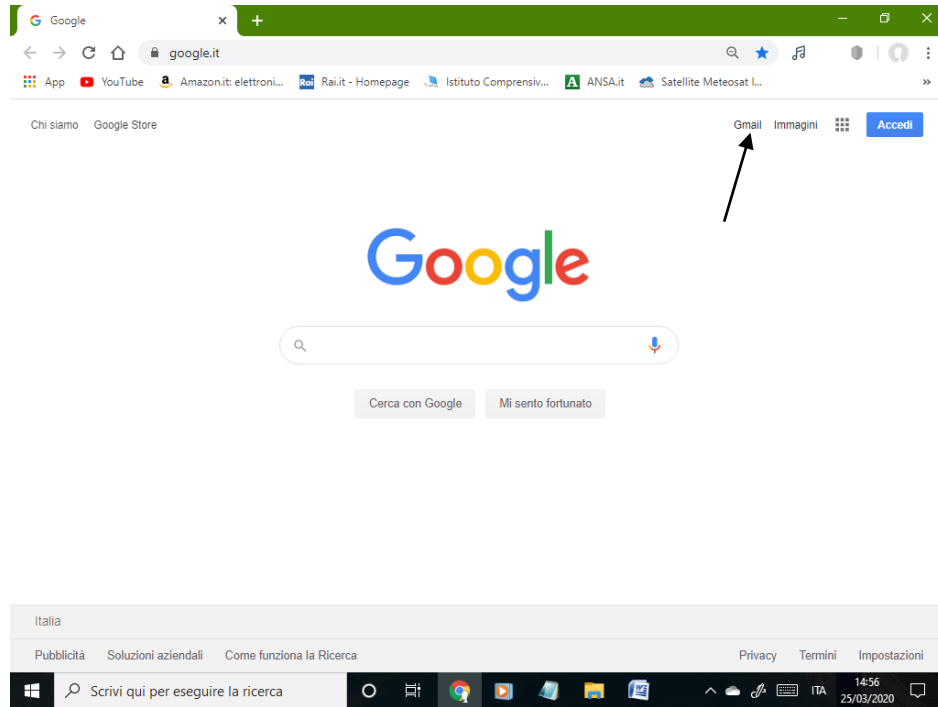 Google
google.it
App YouTube Amazon.it: elettroni... Rai Rai.it - Homepage Istituto Comprensiv... A ANSA.it Satellite Meteosat I... »
Chi siamo Google Store Gmail Immagini Accedi
Google
Cerca con Google Mi sento fortunato
Italia
Pubblicità Soluzioni aziendali Come funziona la Ricerca Privacy Termini Impostazioni
Scrivi qui per eseguire la ricerca ITA 14:56
25/03/2020